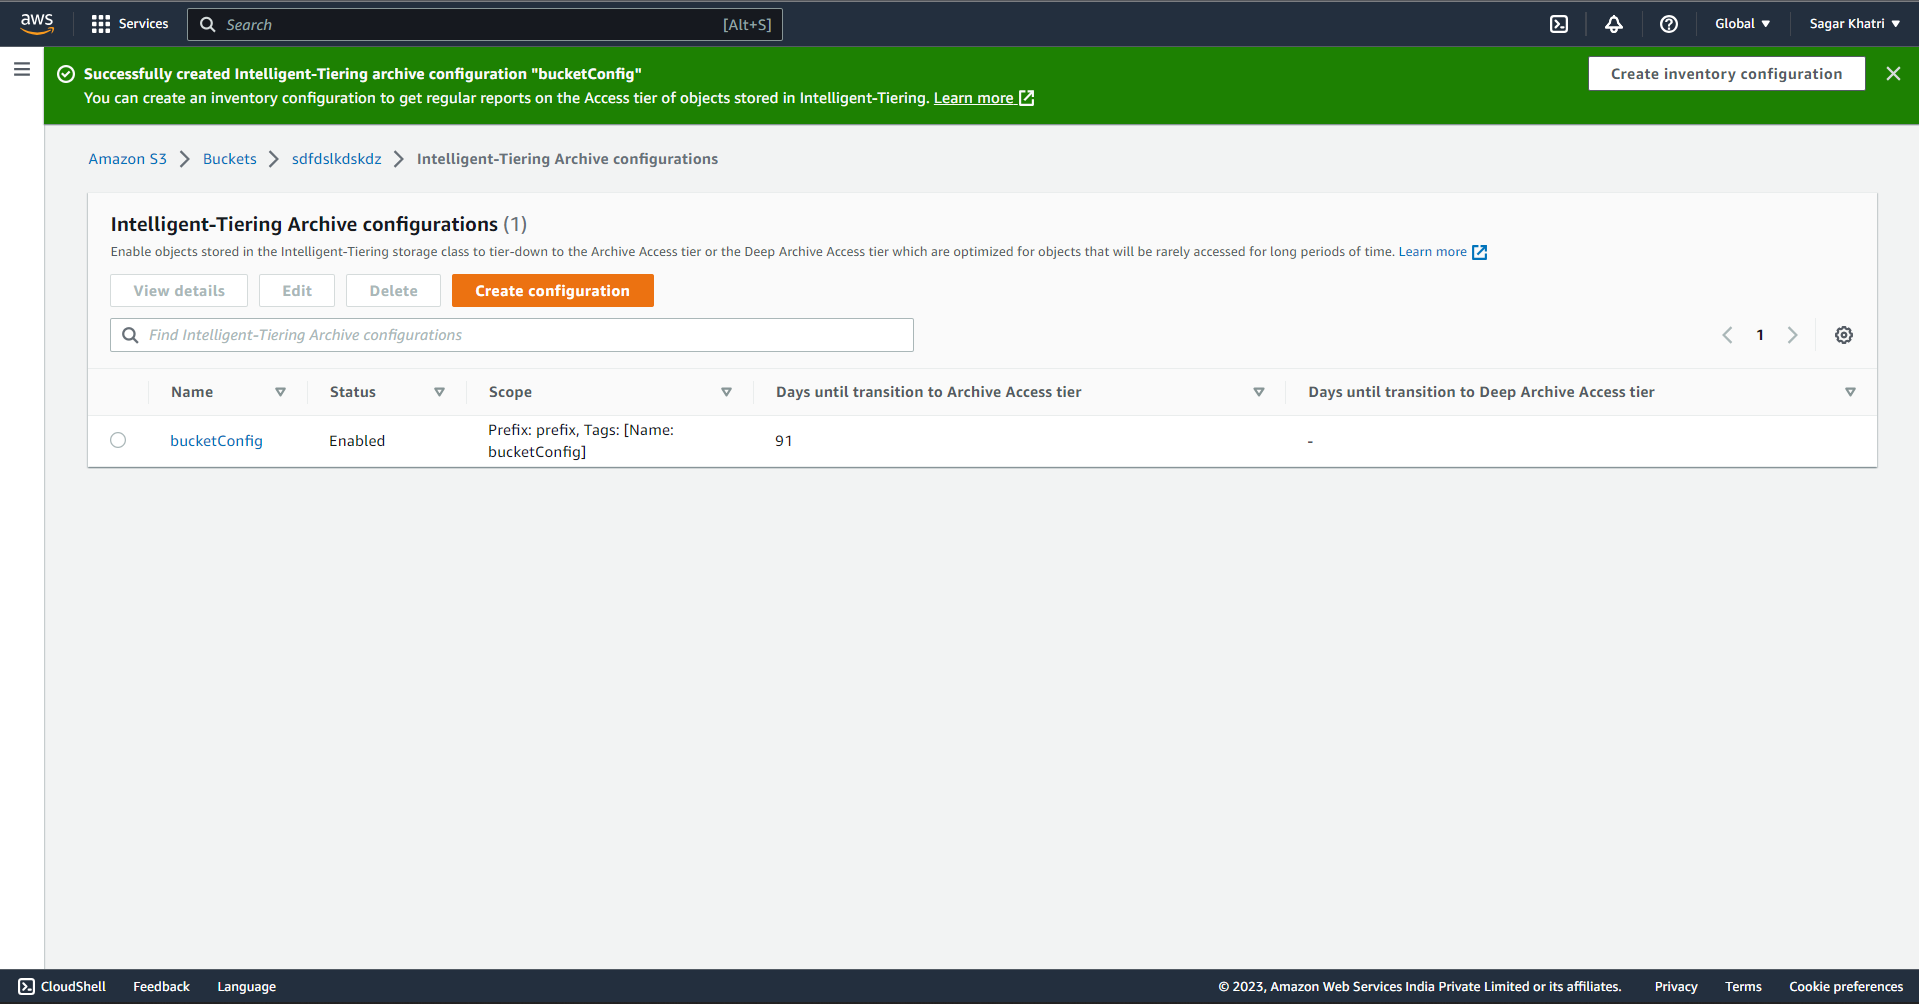 aws
Services
Search [Alt+S]
Global
Sagar Khatri
Successfully created Intelligent-Tiering archive configuration "bucketConfig"
You can create an inventory configuration to get regular reports on the Access tier of objects stored in Intelligent-Tiering. Learn more
Create inventory configuration
Amazon S3 Buckets sdfdslkdskdz Intelligent-Tiering Archive configurations
Intelligent-Tiering Archive configurations (1)
Enable objects stored in the Intelligent-Tiering storage class to tier-down to the Archive Access tier or the Deep Archive Access tier which are optimized for objects that will be rarely accessed for long periods of time. Learn more
View details Edit Delete Create configuration
Find Intelligent-Tiering Archive configurations
1
Name Status Scope Days until transition to Archive Access tier Days until transition to Deep Archive Access tier
bucketConfig Enabled Prefix: prefix, Tags: [Name:
bucketConfig] 91 -
CloudShell Feedback Language © 2023, Amazon Web Services India Private Limited or its affiliates. Privacy Terms Cookie preferences